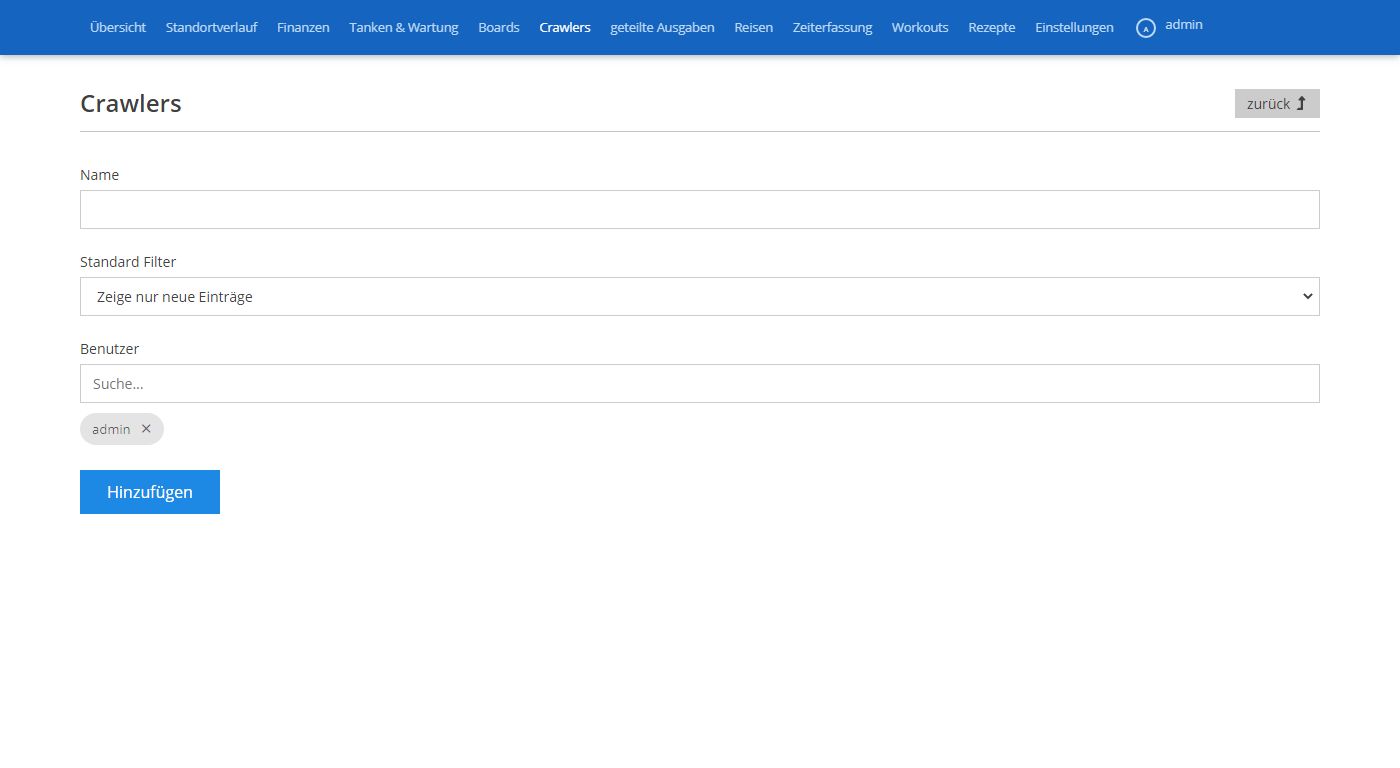 Übersicht Standortverlauf Finanzen Tanken & Wartung Boards Crawlers geteilte Ausgaben Reisen Zeiterfassung Workouts Rezepte Einstellungen A admin
Crawlers zurück
Name
Standard Filter
Zeige nur neue Einträge
Benutzer
Suche...
admin ×
Hinzufügen